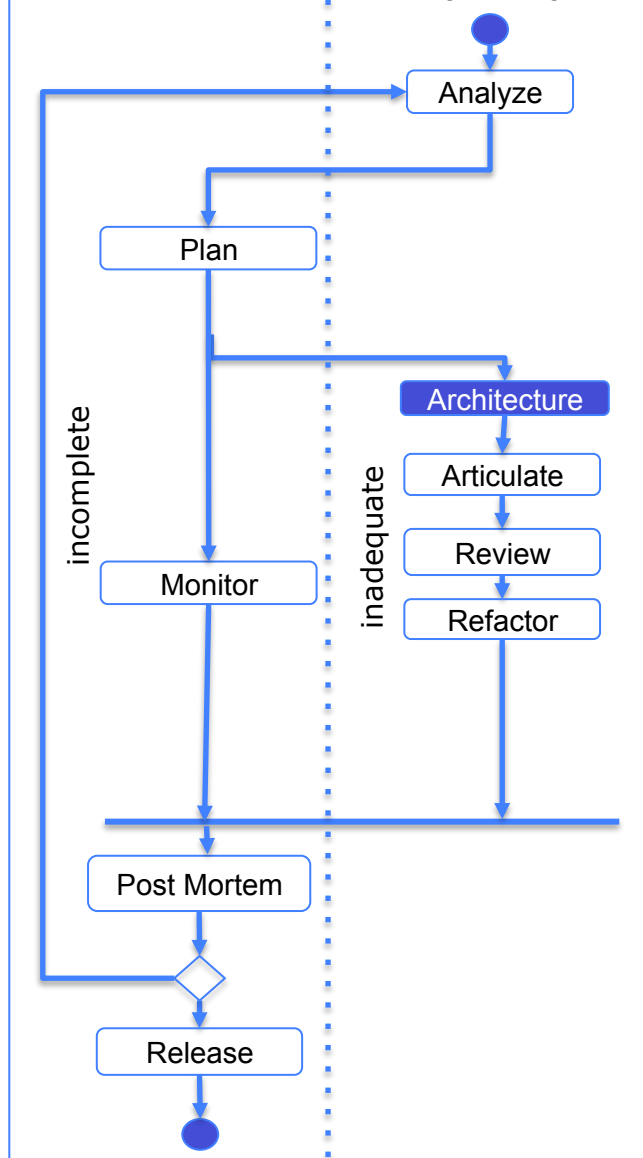 Analyze
Plan
Architecture
incomplete
inadequate
Articulate
Review
Monitor
Refactor
Post Mortem
Release